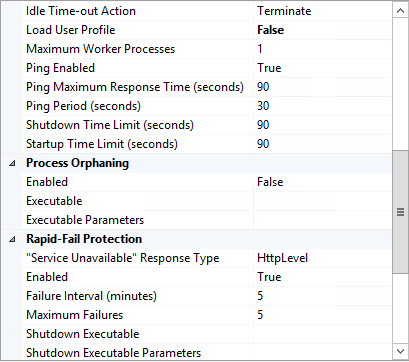 Idle Time-out Action Terminate
Load User Profile False
Maximum Worker Processes 1
Ping Enabled True
Ping Maximum Response Time (seconds) 90
Ping Period (seconds) 30
Shutdown Time Limit (seconds) 90
Startup Time Limit (seconds) 90
Process Orphaning
Enabled False
Executable
Executable Parameters
Rapid-Fail Protection
"Service Unavailable" Response Type HttpLevel
Enabled True
Failure Interval (minutes) 5
Maximum Failures 5
Shutdown Executable
Shutdown Executable Parameters